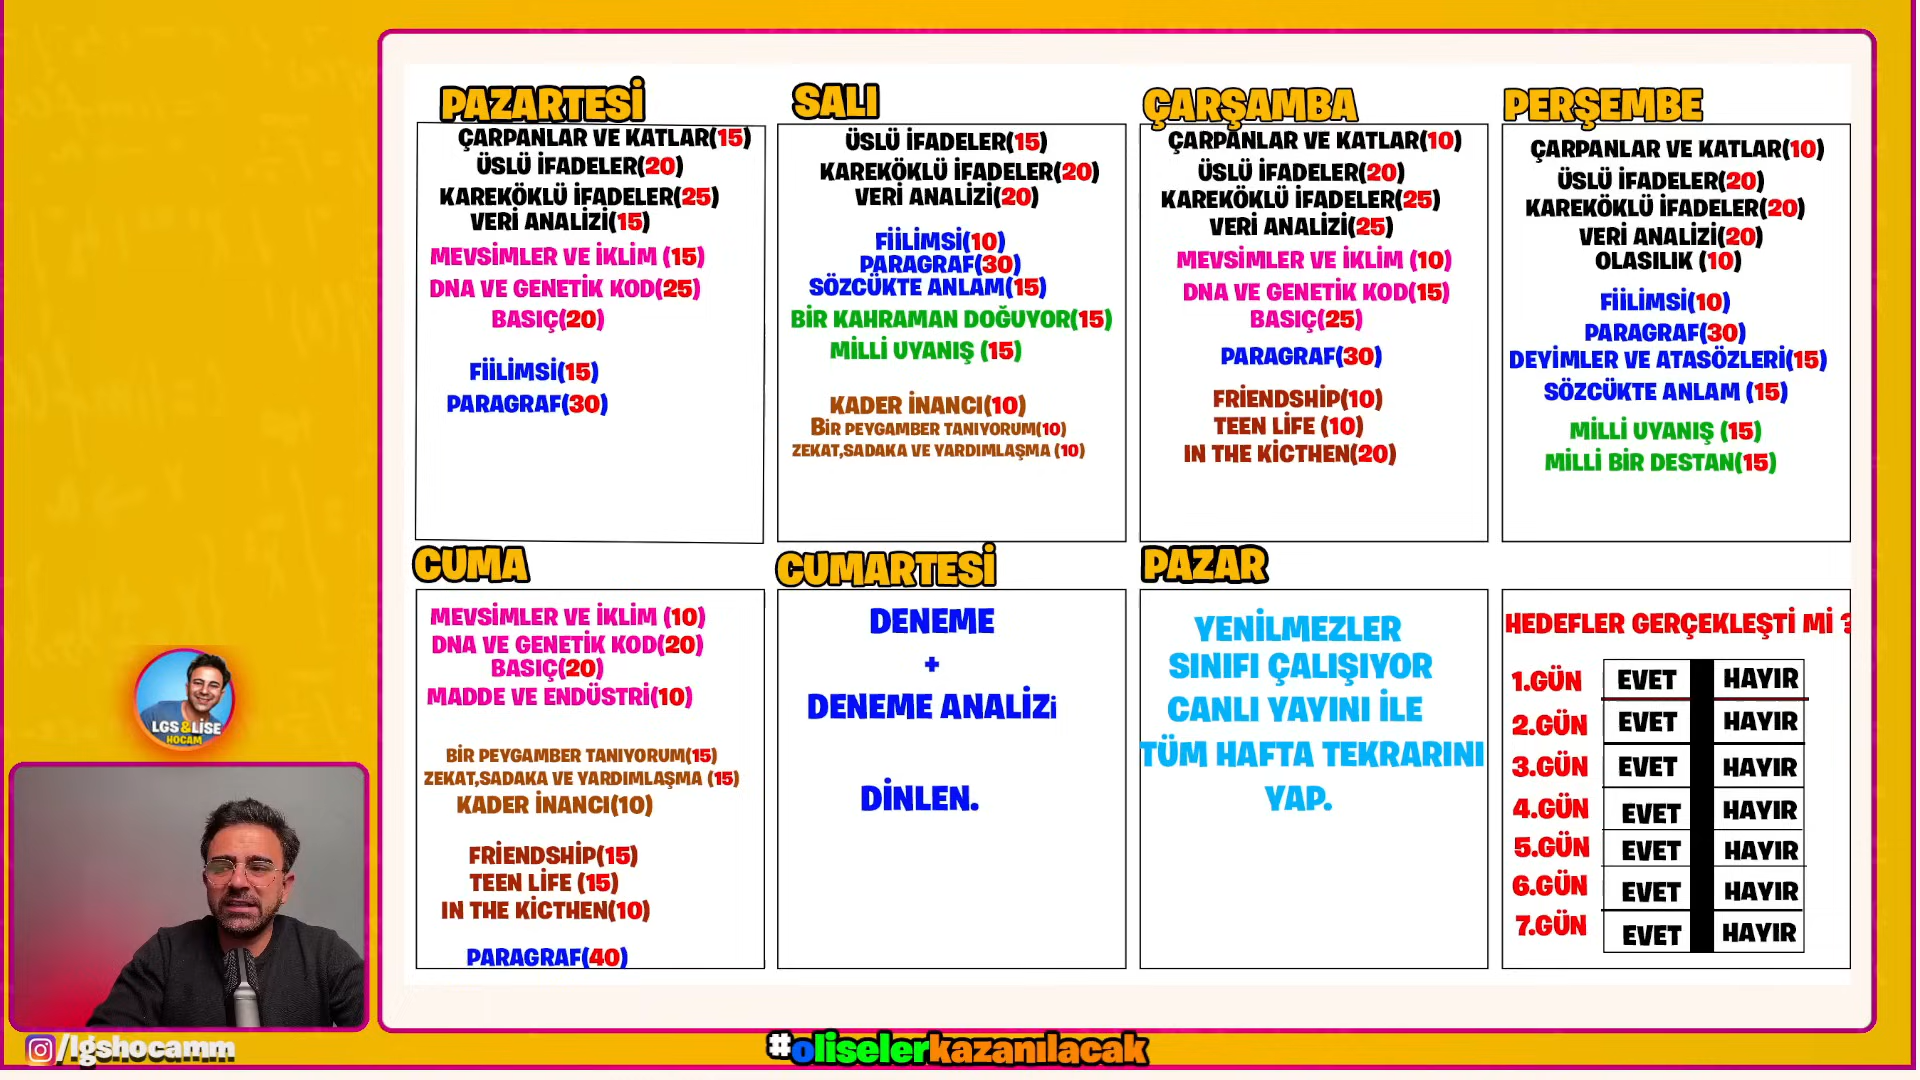 PAZARTESİ
ÇARPANLAR VE KATLAR(15)
ÜSLÜ İFADELER(20)
KAREKÖKLÜ İFADELER(25)
VERİ ANALİZİ(15)
MEVSİMLER VE İKLİM (15)
DNA VE GENETİK KOD(25)
BASIÇ(20)
FİİLİMSİ(15)
PARAGRAF(30)
SALI
ÜSLÜ İFADELER(15)
KAREKÖKLÜ İFADELER(20)
VERİ ANALİZİ(20)
FİİLİMSİ(10)
PARAGRAF(30)
SÖZCÜKTE ANLAM(15)
BİR KAHRAMAN DOĞUYOR(15)
MİLLİ UYANIŞ (15)
KADER İNANCI(10)
BİR PEYGAMBER TANIYORUM(10)
ZEKAT,SADAKA VE YARDIMLAŞMA (10)
ÇARŞAMBA
ÇARPANLAR VE KATLAR(10)
ÜSLÜ İFADELER(20)
KAREKÖKLÜ İFADELER(25)
VERİ ANALİZİ(25)
MEVSİMLER VE İKLİM (10)
DNA VE GENETİK KOD(15)
BASIÇ(25)
PARAGRAF(30)
FRİENDSHİP(10)
TEEN LİFE (10)
IN THE KİCTHEN(20)
PERŞEMBE
ÇARPANLAR VE KATLAR(10)
ÜSLÜ İFADELER(20)
KAREKÖKLÜ İFADELER(20)
VERİ ANALİZİ(20)
OLASILIK (10)
FİİLİMSİ(10)
PARAGRAF(30)
DEYİMLER VE ATASÖZLERİ(15)
SÖZCÜKTE ANLAM (15)
MİLLİ UYANIŞ (15)
MİLLİ BİR DESTAN(15)
CUMA
MEVSİMLER VE İKLİM (10)
DNA VE GENETİK KOD(20)
BASIÇ(20)
MADDE VE ENDÜSTRİ(10)
BİR PEYGAMBER TANIYORUM(15)
ZEKAT,SADAKA VE YARDIMLAŞMA (15)
KADER İNANCI(10)
FRİENDSHİP(15)
TEEN LİFE (15)
IN THE KİCTHEN(10)
PARAGRAF(40)
CUMARTESİ
DENEME
+
DENEME ANALİZi
DİNLEN.
PAZAR
YENİLMEZLER
SINIFI ÇALIŞIYOR
CANLI YAYINI İLE
TÜM HAFTA TEKRARINI
YAP.
HEDEFLER GERÇEKLEŞTİ Mİ ?
1.GÜN EVET HAYIR
2.GÜN EVET HAYIR
3.GÜN EVET HAYIR
4.GÜN EVET HAYIR
5.GÜN EVET HAYIR
6.GÜN EVET HAYIR
7.GÜN EVET HAYIR
LGS&LİSE
HOCAM
/lgshocamm
#oliselerkazanılacak